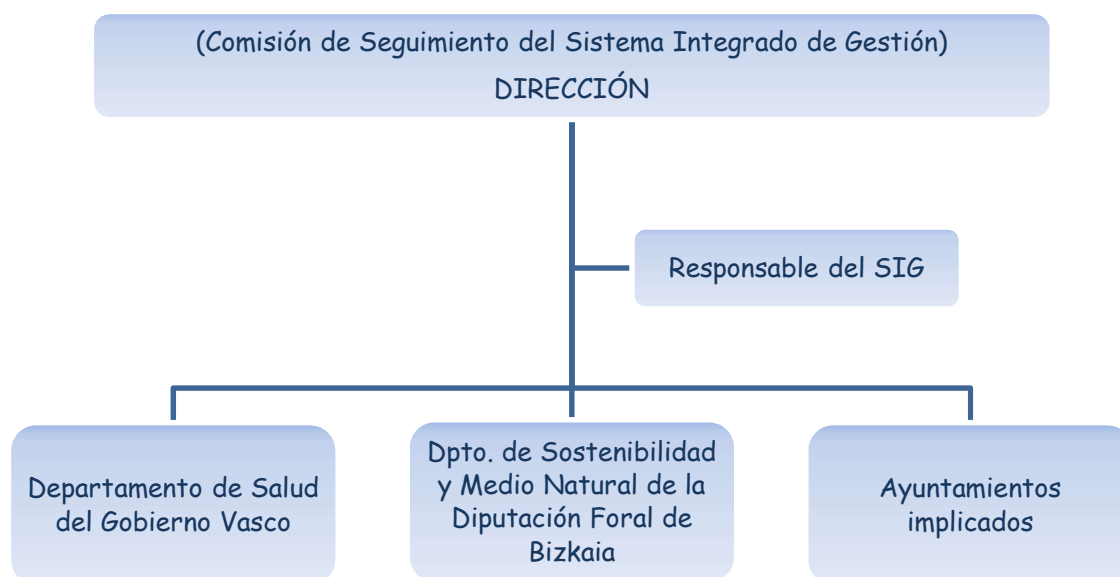 (Comisión de Seguimiento del Sistema Integrado de Gestión)
DIRECCIÓN
Responsable del SIG
Departamento de Salud
del Gobierno Vasco
Dpto. de Sostenibilidad
y Medio Natural de la
Diputación Foral de
Bizkaia
Ayuntamientos
implicados